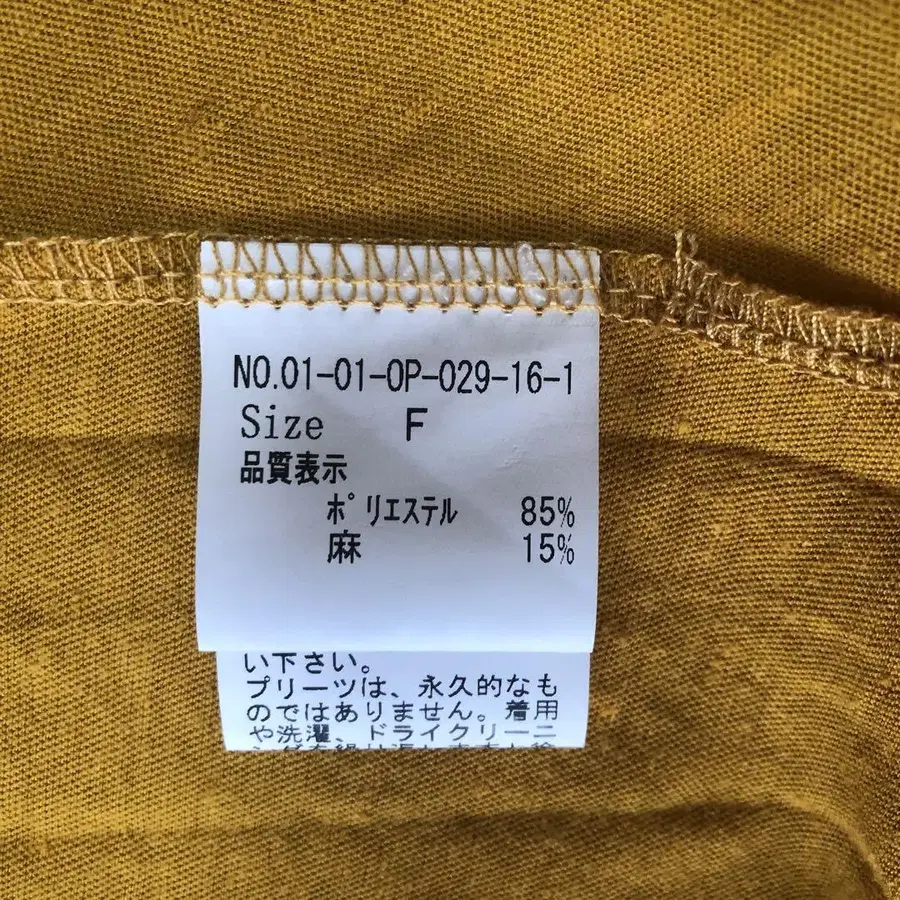 NO.01-01-OP-029-16-1
Size F
品質表示
ポリエステル 85%
麻 15%
い下さい。
プリーツは、永久的なも
のではありません。着用
や洗濯、ドライクリーニ